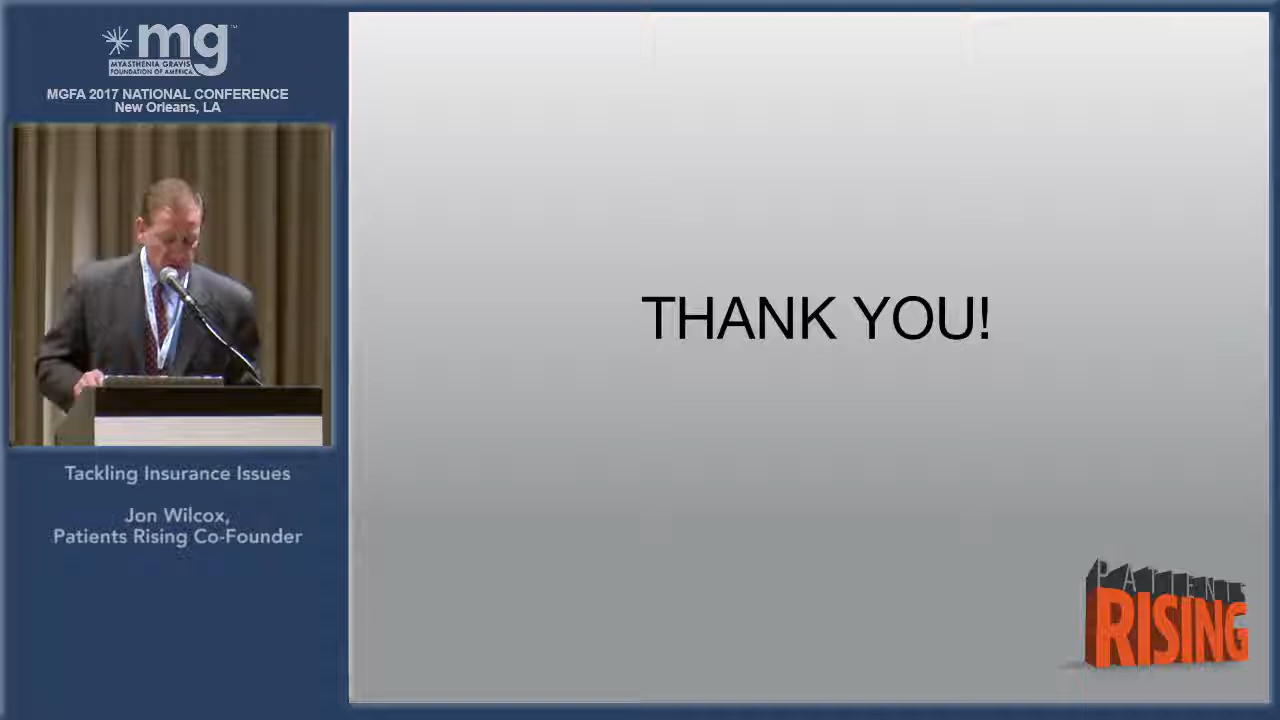 mg
MYASTHENIA GRAVIS
FOUNDATION OF AMERICA
MGFA 2017 NATIONAL CONFERENCE
New Orleans, LA
Tackling Insurance Issues
Jon Wilcox,
Patients Rising Co-Founder
THANK YOU!
PATIENTS
RISING